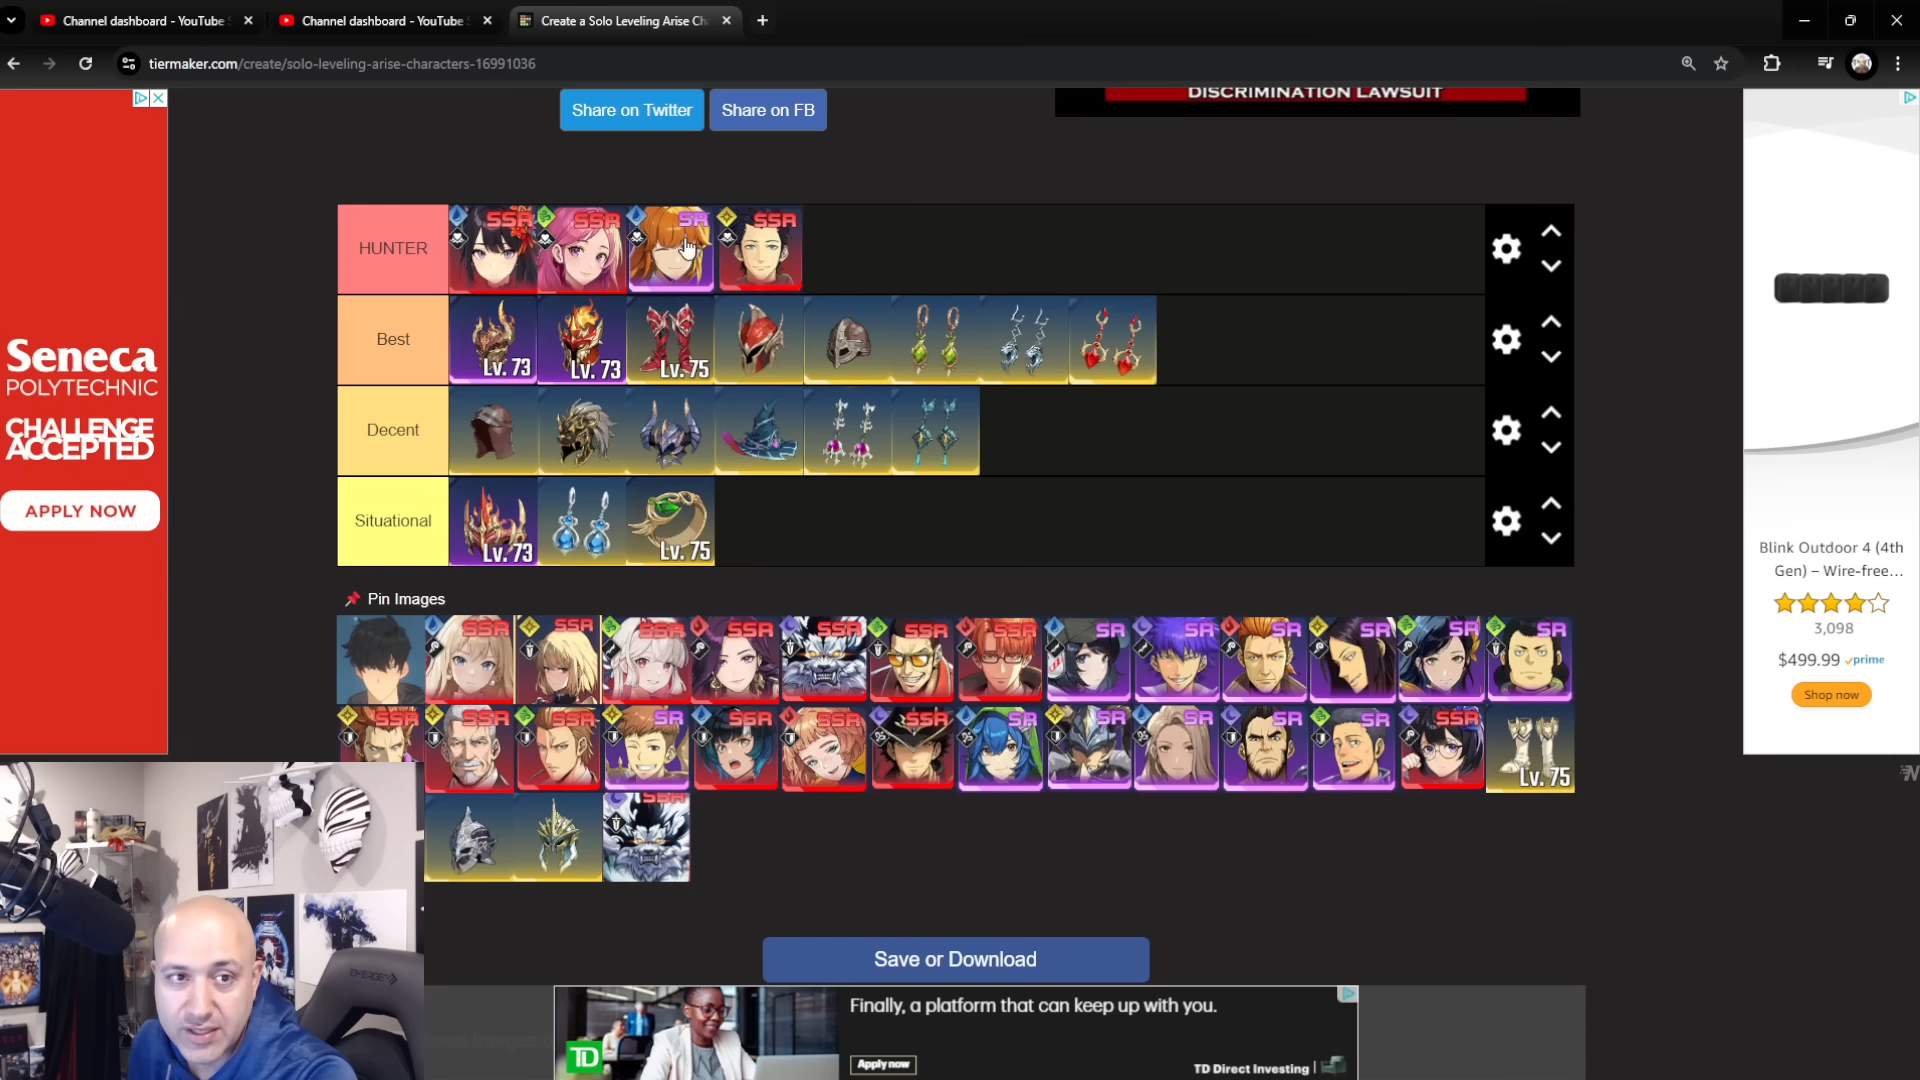 Channel dashboard - YouTube S
Channel dashboard - YouTube S
Create a Solo Leveling Arise Ch
tiermaker.com/create/solo-leveling-arise-characters-16991036
DISCRIMINATION LAWSUIT
Share on Twitter
Share on FB
HUNTER
SSR
SSR
SR
SSR
Best
Lv. 73
Lv. 73
Lv. 75
Decent
Situational
Lv. 73
Lv. 75
Pin Images
SSR
SSR
SSR
SSR
SSR
SSR
SSR
SR
SR
SR
SR
SR
SR
SSR
SSR
SSR
SR
SSR
SSR
SSR
SR
SR
SR
SR
SR
SSR
Lv. 75
SSR
Save or Download
Seneca
POLYTECHNIC
CHALLENGE
ACCEPTED
APPLY NOW
Blink Outdoor 4 (4th
Gen) – Wire-free...
3,098
$499.99 prime
Shop now
EMERGE
Finally, a platform that can keep up with you.
TD
Apply now
TD Direct Investing